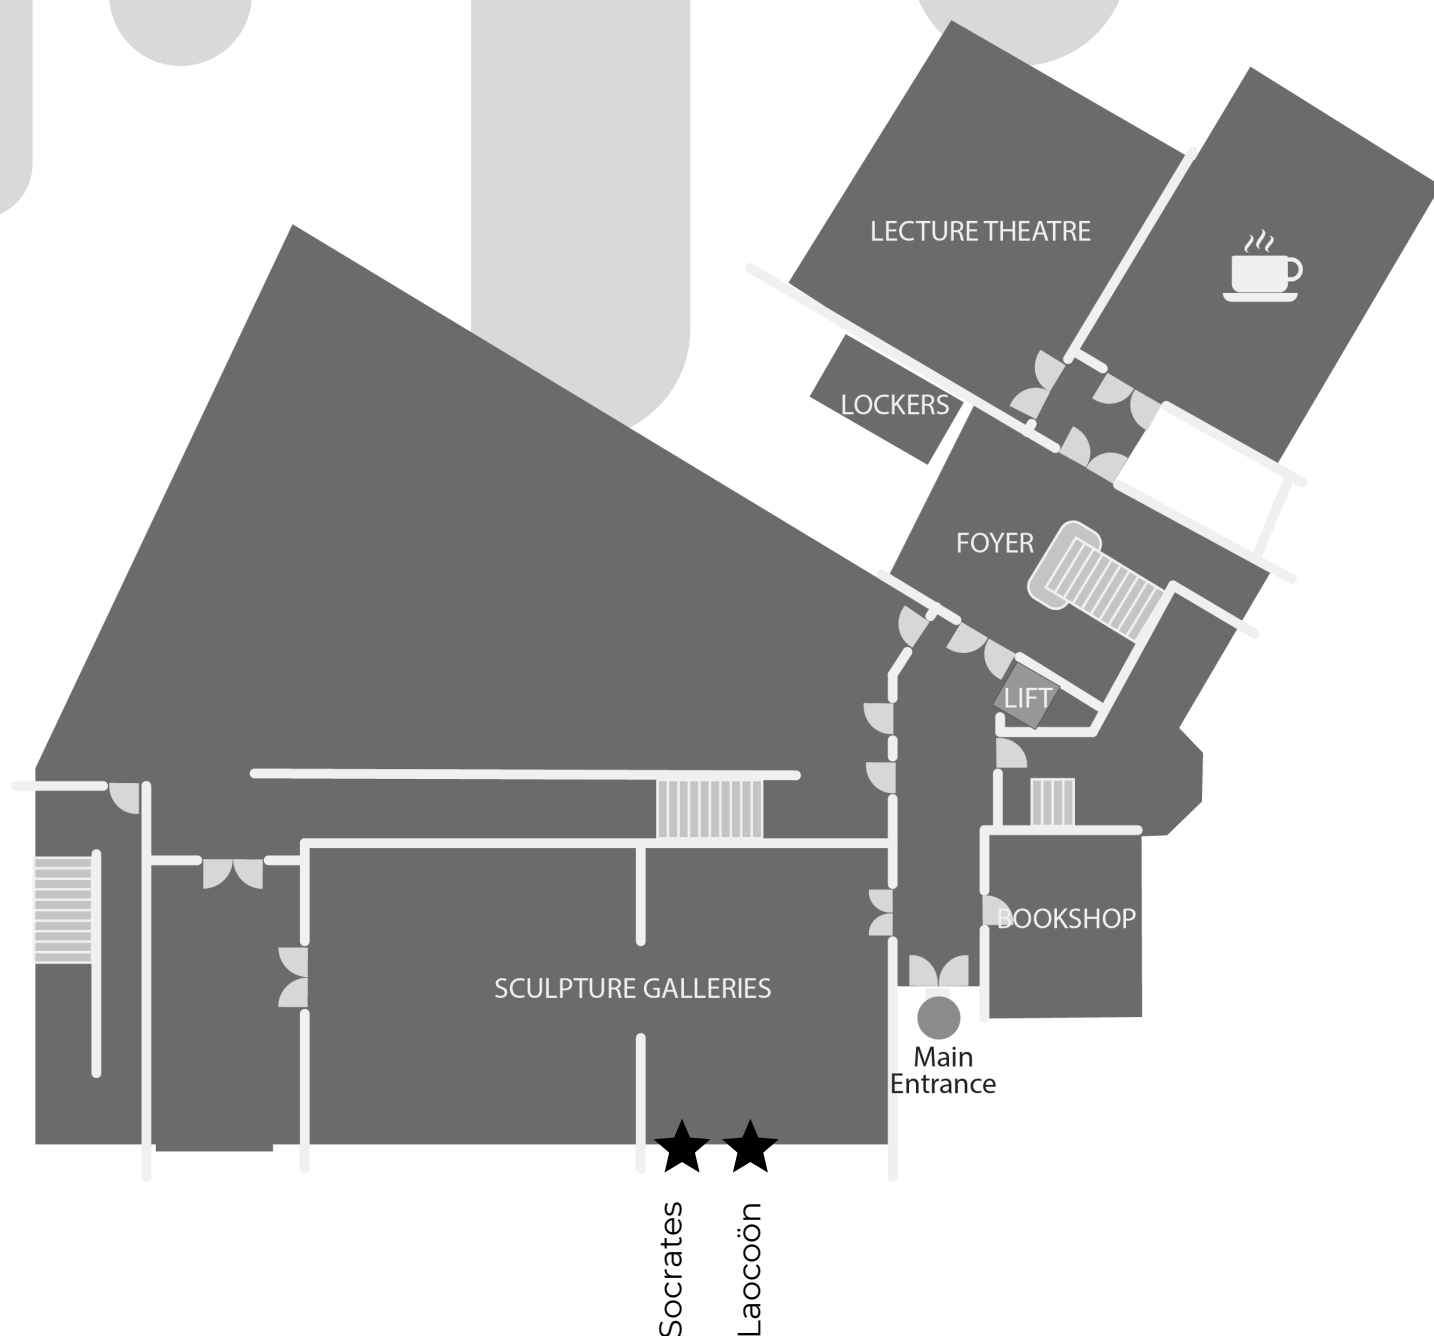 LECTURE THEATRE
LOCKERS
FOYER
LIFT
BOOKSHOP
SCULPTURE GALLERIES
Main
Entrance
Socrates
Laocoön